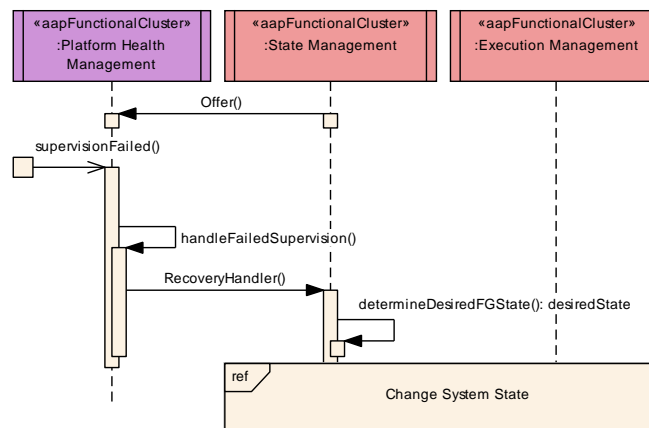 «aapFunctionalCluster»
:Platform Health
Management
«aapFunctionalCluster»
:State Management
«aapFunctionalCluster»
:Execution Management
Offer()
supervisionFailed()
handleFailedSupervision()
RecoveryHandler()
determineDesiredFGState(): desiredState
ref
Change System State